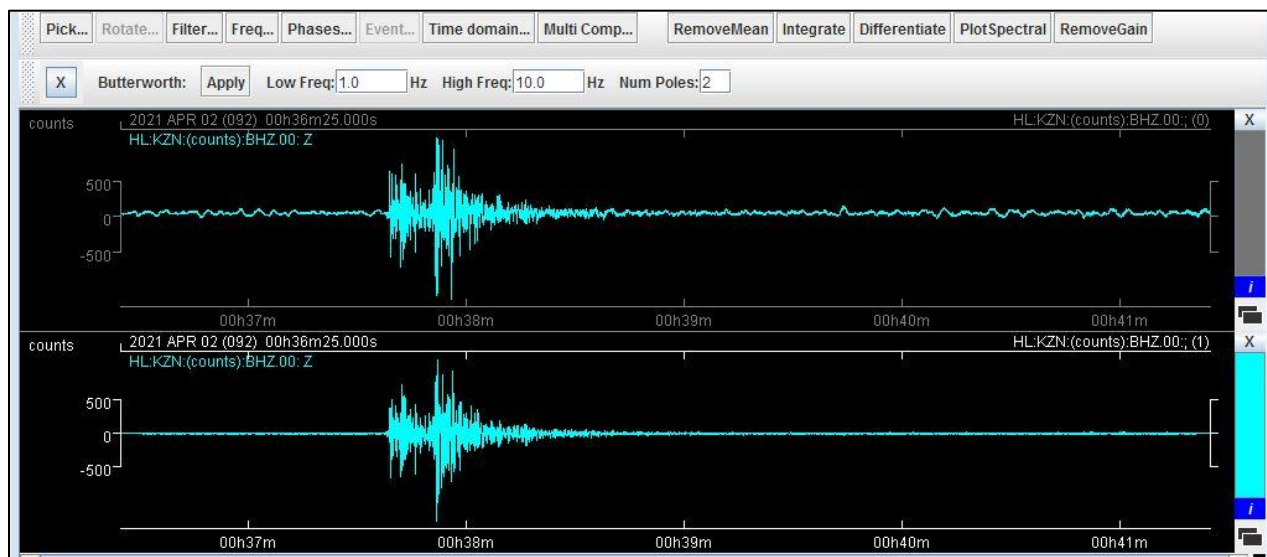 Pick... Rotate... Filter... Freq... Phases... Event... Time domain... Multi Comp... RemoveMean Integrate Differentiate PlotSpectral RemoveGain
X Butterworth: Apply Low Freq: 1.0 Hz High Freq: 10.0 Hz Num Poles: 2
counts 2021 APR 02 (092) 00h36m25.000s HL:KZN:(counts):BHZ.00:; (0) X
HL:KZN:(counts):BHZ.00: Z
500
0
-500
i
00h37m 00h38m 00h39m 00h40m 00h41m
counts 2021 APR 02 (092) 00h36m25.000s HL:KZN:(counts):BHZ.00:; (1) X
HL:KZN:(counts):BHZ.00: Z
500
0
-500
i
00h37m 00h38m 00h39m 00h40m 00h41m